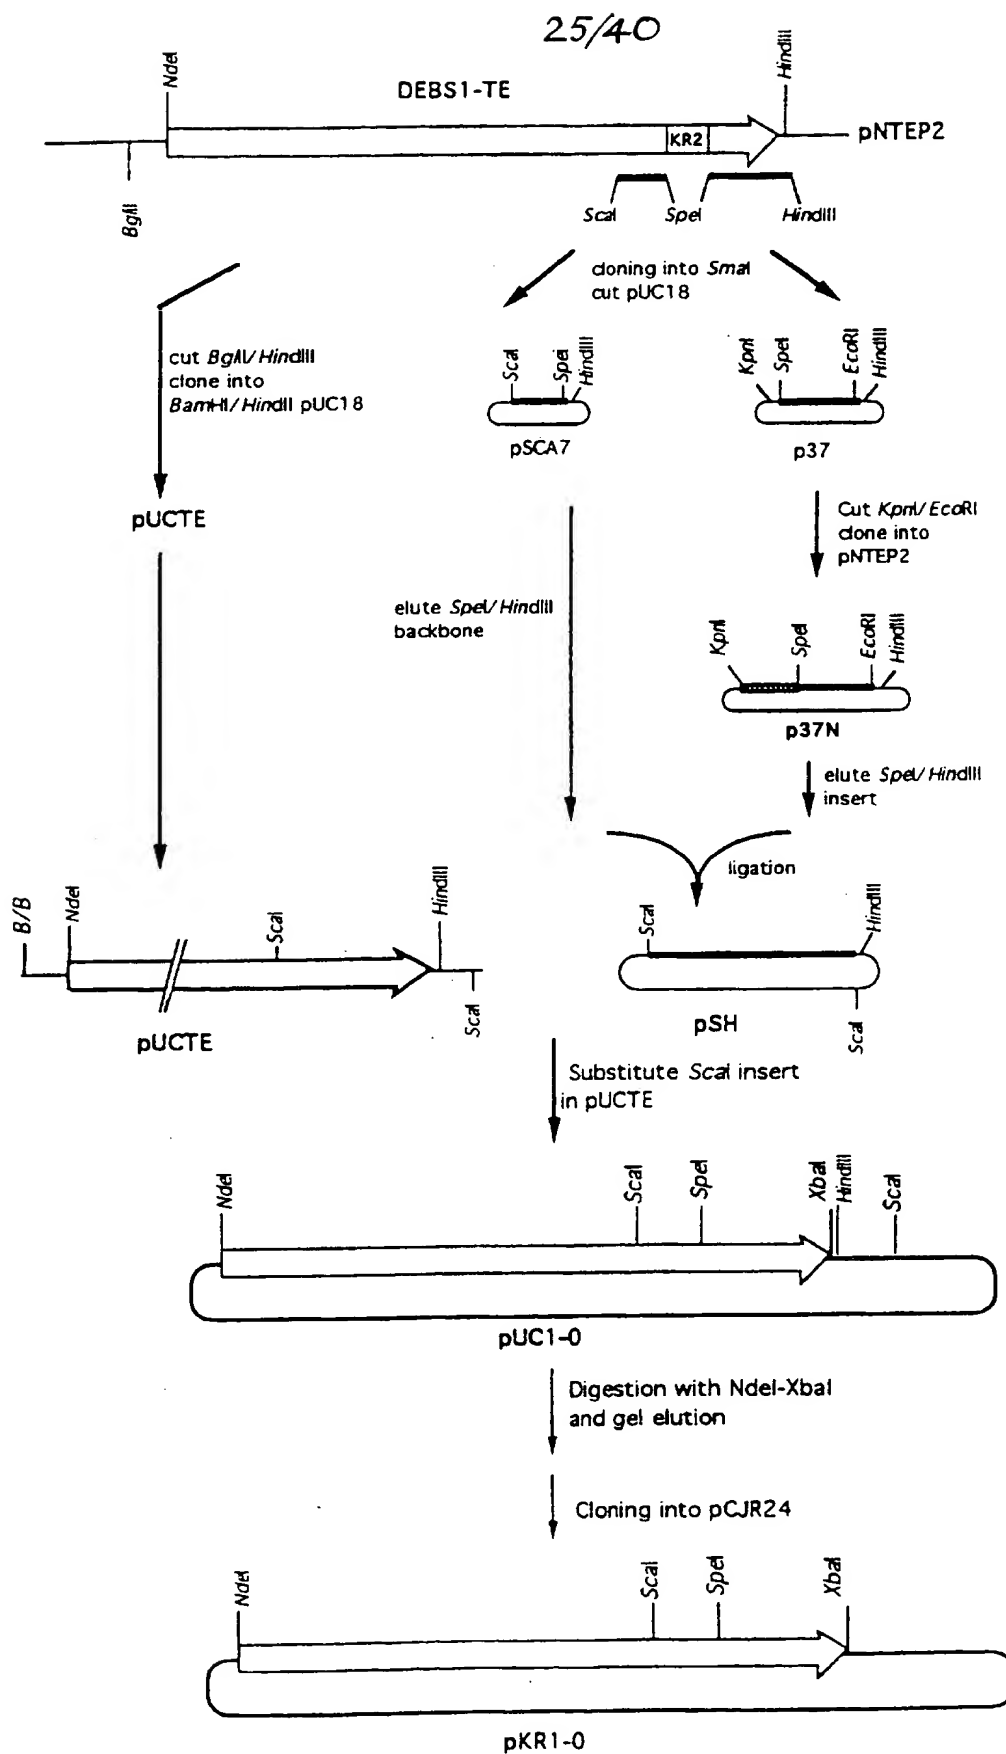 25/40
NdeI
DEBS1-TE
HindIII
KR2
pNTEP2
BglII
ScaI
SpeI
HindIII
cloning into SmaI
cut pUC18
cut BglII/HindIII
clone into
BamHI/HindII pUC18
ScaI
SpeI
HindIII
pSCA7
KpnI
SpeI
EcoRI
HindIII
p37
pUCTE
Cut KpnI/EcoRI
clone into
pNTEP2
elute SpeI/HindIII
backbone
KpnI
SpeI
EcoRI
HindIII
p37N
elute SpeI/HindIII
insert
ligation
B/B
NdeI
ScaI
HindIII
ScaI
pUCTE
ScaI
HindIII
pSH
ScaI
Substitute ScaI insert
in pUCTE
NdeI
ScaI
SpeI
XbaI
HindIII
ScaI
pUC1-0
Digestion with NdeI-XbaI
and gel elution
Cloning into pCJR24
NdeI
ScaI
SpeI
XbaI
pKR1-0